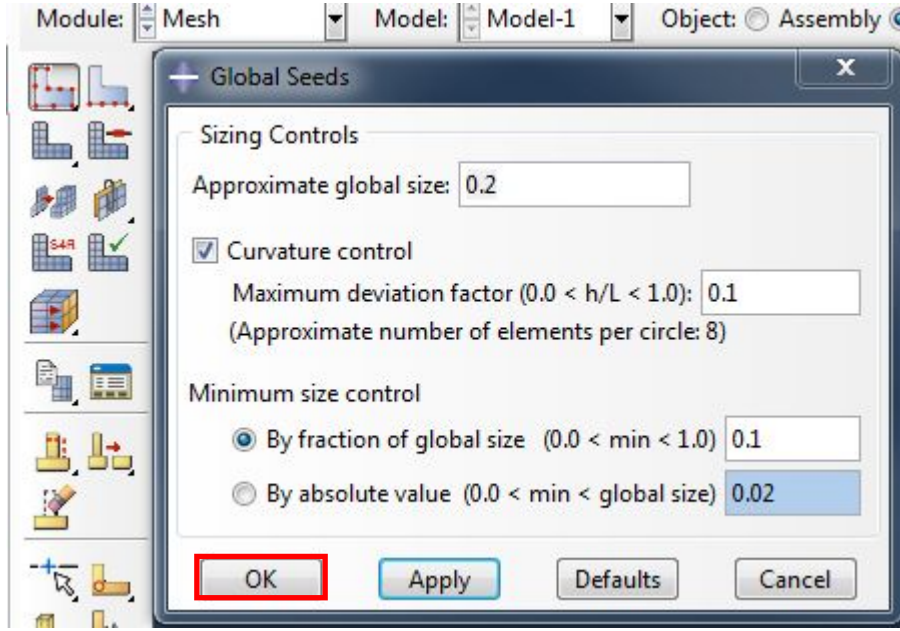 Module: Mesh Model: Model-1 Object: Assembly
Global Seeds
Sizing Controls
Approximate global size: 0.2
Curvature control
Maximum deviation factor (0.0 < h/L < 1.0): 0.1
(Approximate number of elements per circle: 8)
Minimum size control
By fraction of global size (0.0 < min < 1.0) 0.1
By absolute value (0.0 < min < global size) 0.02
OK Apply Defaults Cancel
S4R